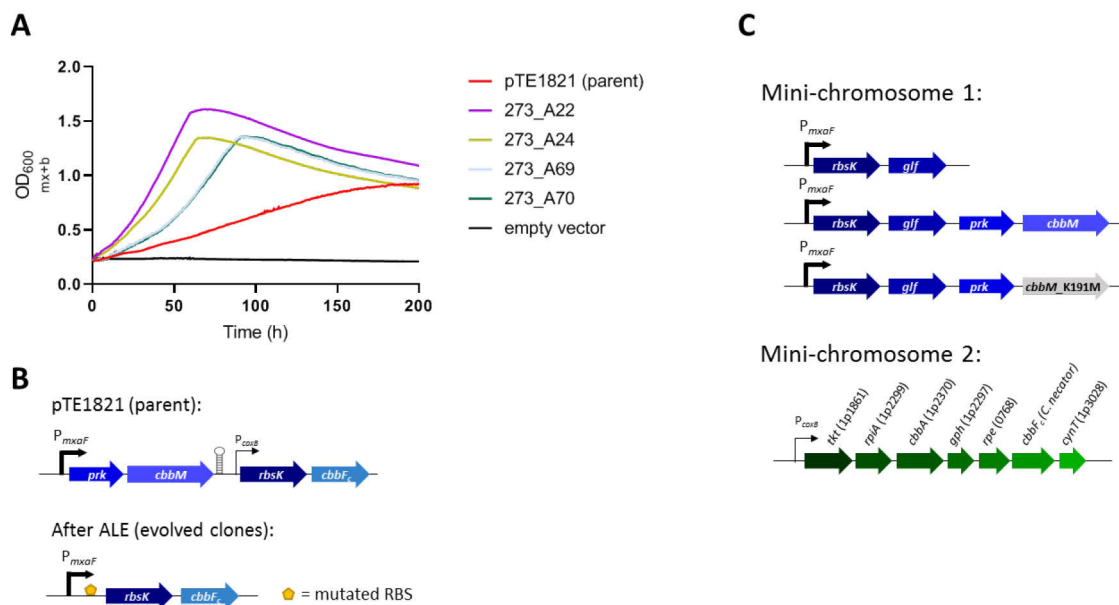 A
OD600
mx+b
2.0
1.5
1.0
0.5
0.0
0
50
100
150
200
Time (h)
pTE1821 (parent)
273_A22
273_A24
273_A69
273_A70
empty vector
B
pTE1821 (parent):
PmxaF
PcoxB
prk
cbbM
rbsK
cbbFc
After ALE (evolved clones):
PmxaF
rbsK
cbbFc
= mutated RBS
C
Mini-chromosome 1:
PmxaF
rbsK
glf
PmxaF
rbsK
glf
prk
cbbM
PmxaF
rbsK
glf
prk
cbbM_K191M
Mini-chromosome 2:
PcoxB
tkt (1p1861)
rpiA (1p2299)
cbbA (1p2370)
gph (1p2297)
rpe (0768)
cbbFc (C. necator)
cynT (1p3028)